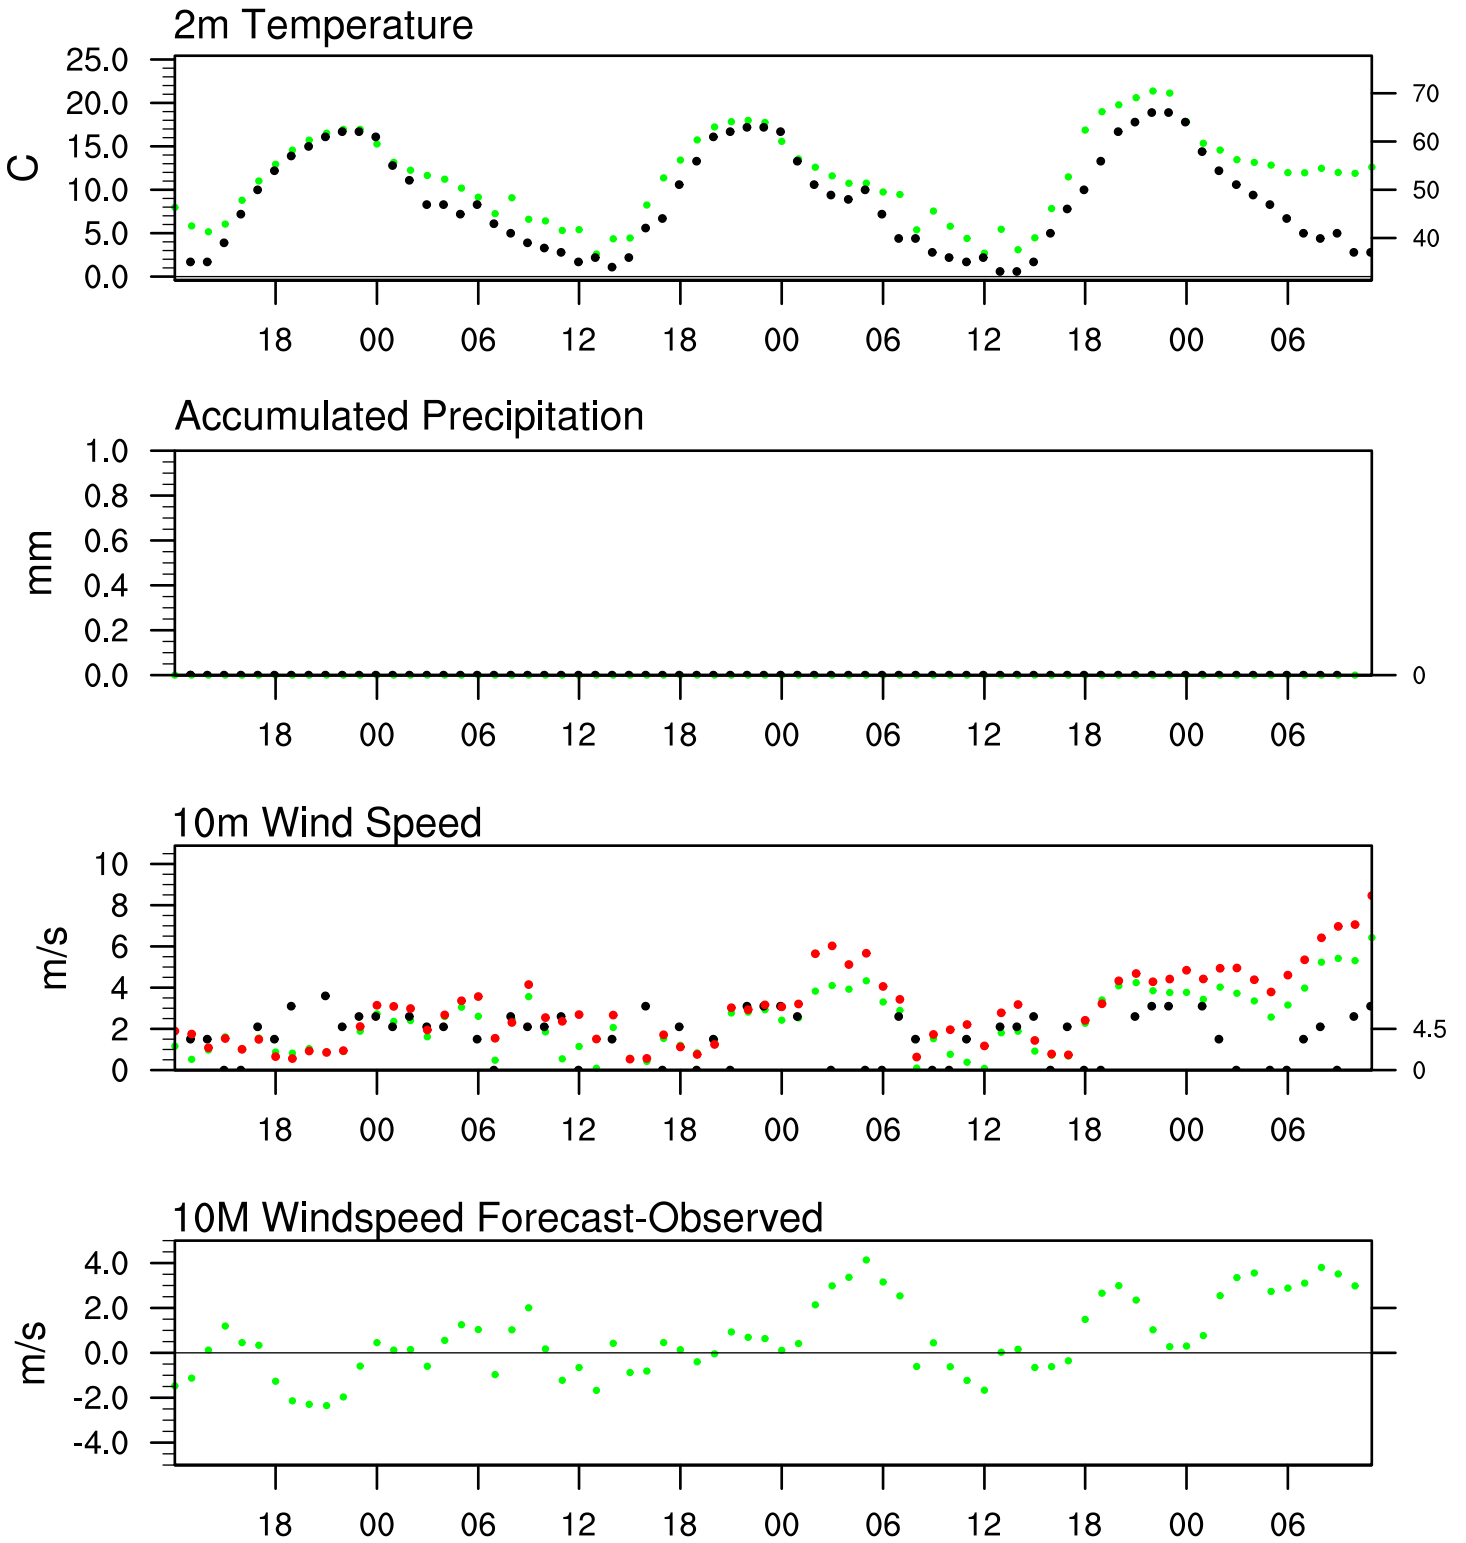 2m Temperature
25.0
20.0
15.0
10.0
5.0
0.0
C
70
60
50
40
18 00 06 12 18 00 06 12 18 00 06
Accumulated Precipitation
1.0
0.8
0.6
0.4
0.2
0.0
mm
0
18 00 06 12 18 00 06 12 18 00 06
10m Wind Speed
10
8
6
4
2
0
m/s
4.5
0
18 00 06 12 18 00 06 12 18 00 06
10M Windspeed Forecast-Observed
4.0
2.0
0.0
-2.0
-4.0
m/s
18 00 06 12 18 00 06 12 18 00 06